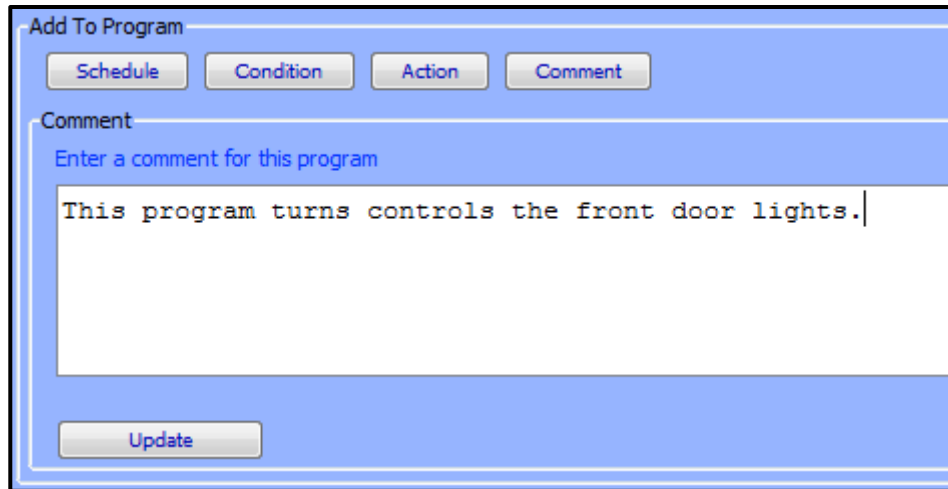 Add To Program
Schedule Condition Action Comment
Comment
Enter a comment for this program
This program turns controls the front door lights.
Update